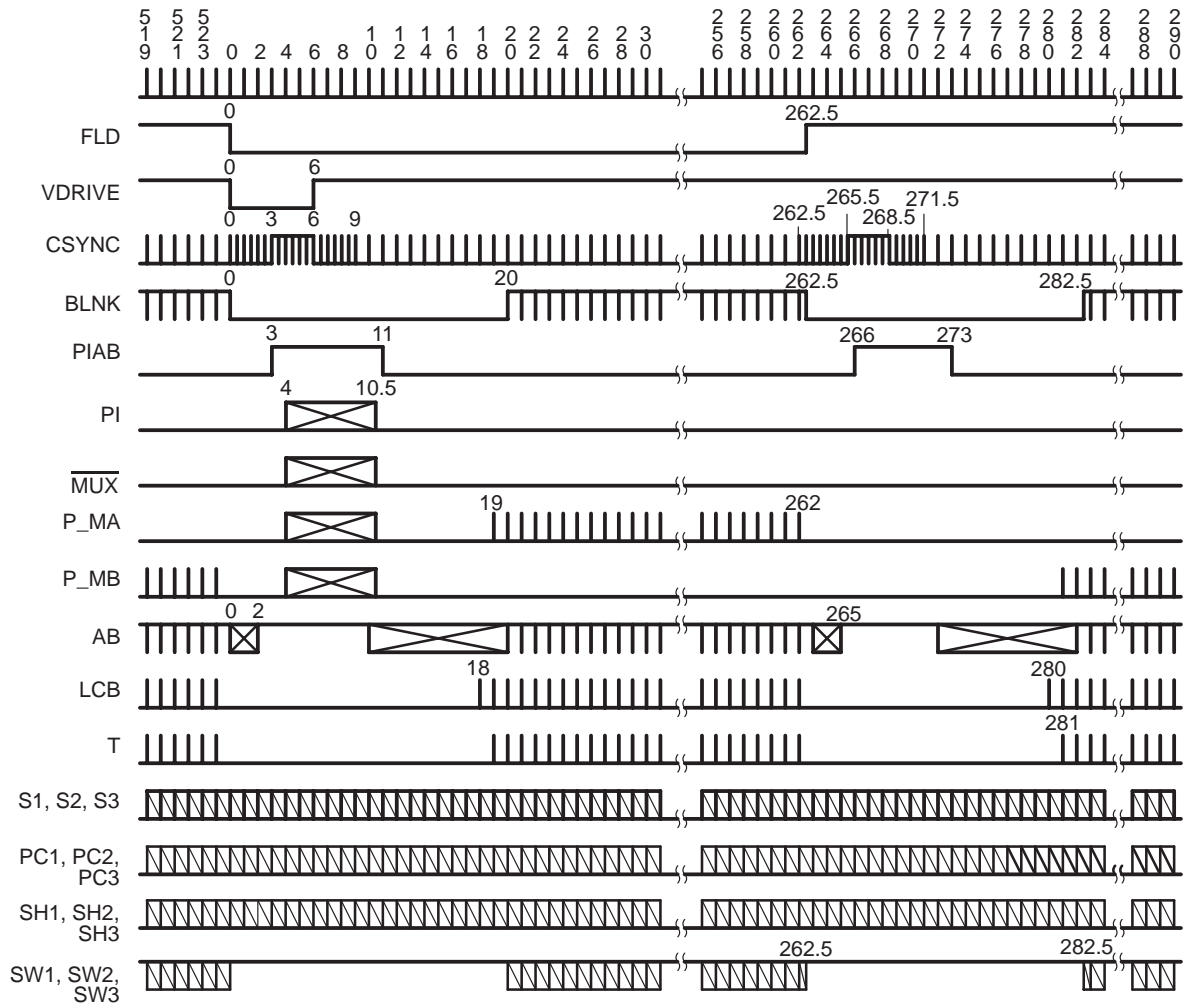 519 521 523 0 2 4 6 8 10 12 14 16 18 20 22 24 26 28 30 256 258 260 262 264 266 268 270 272 274 276 278 280 282 284 288 290
0 262.5
FLD
0 6
VDRIVE
0 3 6 9 262.5 265.5 268.5 271.5
CSYNC
0 20 262.5 282.5
BLNK
3 11 266 273
PIAB
4 10.5
PI
MUX
19 262
P_MA
P_MB
0 2 265
AB
18 280
LCB
281
T
S1, S2, S3
PC1, PC2,
PC3
SH1, SH2,
SH3
262.5 282.5
SW1, SW2,
SW3